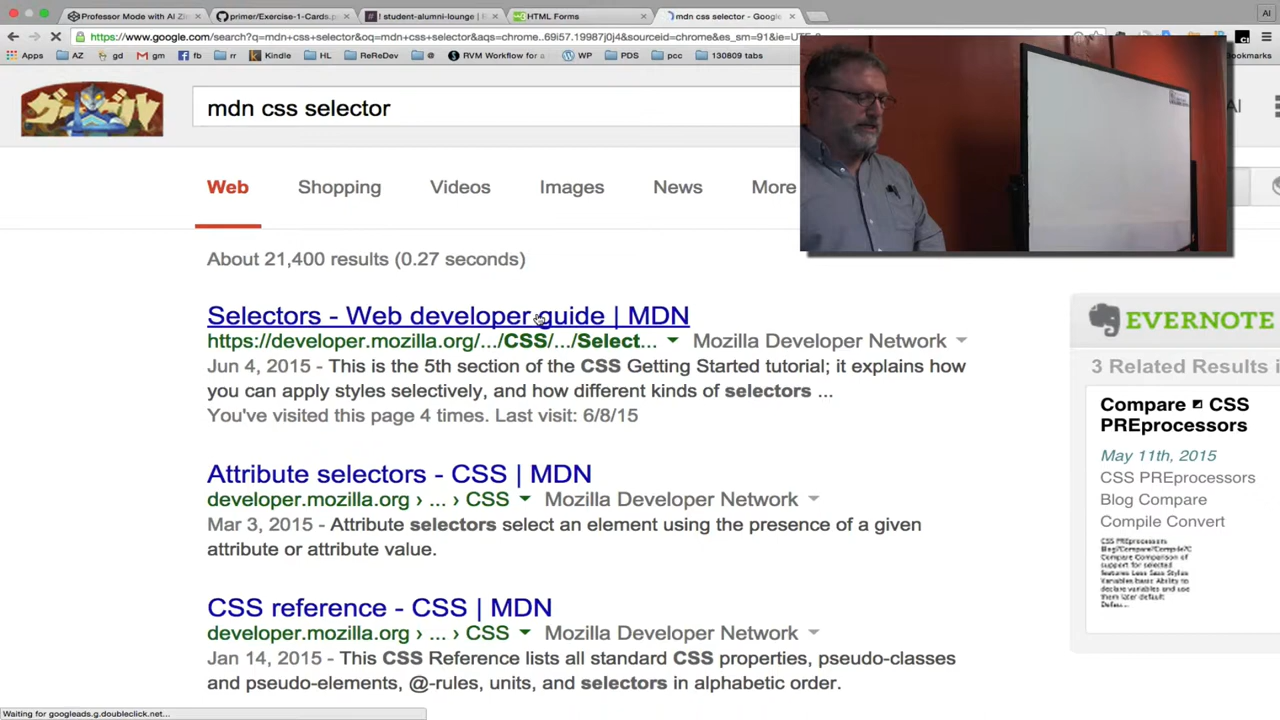 Professor Mode with AI Zim
primer/Exercise-1-Cards.p
! student-alumni-lounge | R
HTML Forms
mdn css selector - Google
AI
https://www.google.com/search?q=mdn+css+selector&oq=mdn+css+selector&aqs=chrome..69i57.19987j0j4&sourceid=chrome&es_sm=91&ie=UTF-8
Apps AZ gd gm fb rr Kindle HL ReReDev @ RVM Workflow for WP PDS pcc 130809 tabs
グーグル
mdn css selector
Web Shopping Videos Images News More
About 21,400 results (0.27 seconds)
Selectors - Web developer guide | MDN
https://developer.mozilla.org/.../CSS/.../Select... Mozilla Developer Network
Jun 4, 2015 - This is the 5th section of the CSS Getting Started tutorial; it explains how
you can apply styles selectively, and how different kinds of selectors ...
You've visited this page 4 times. Last visit: 6/8/15
Attribute selectors - CSS | MDN
developer.mozilla.org › ... › CSS Mozilla Developer Network
Mar 3, 2015 - Attribute selectors select an element using the presence of a given
attribute or attribute value.
CSS reference - CSS | MDN
developer.mozilla.org › ... › CSS Mozilla Developer Network
Jan 14, 2015 - This CSS Reference lists all standard CSS properties, pseudo-classes
and pseudo-elements, @-rules, units, and selectors in alphabetic order.
EVERNOTE
3 Related Results i
Compare CSS
PREprocessors
May 11th, 2015
CSS PREprocessors
Blog Compare
Compile Convert
Waiting for googleads.g.doubleclick.net...